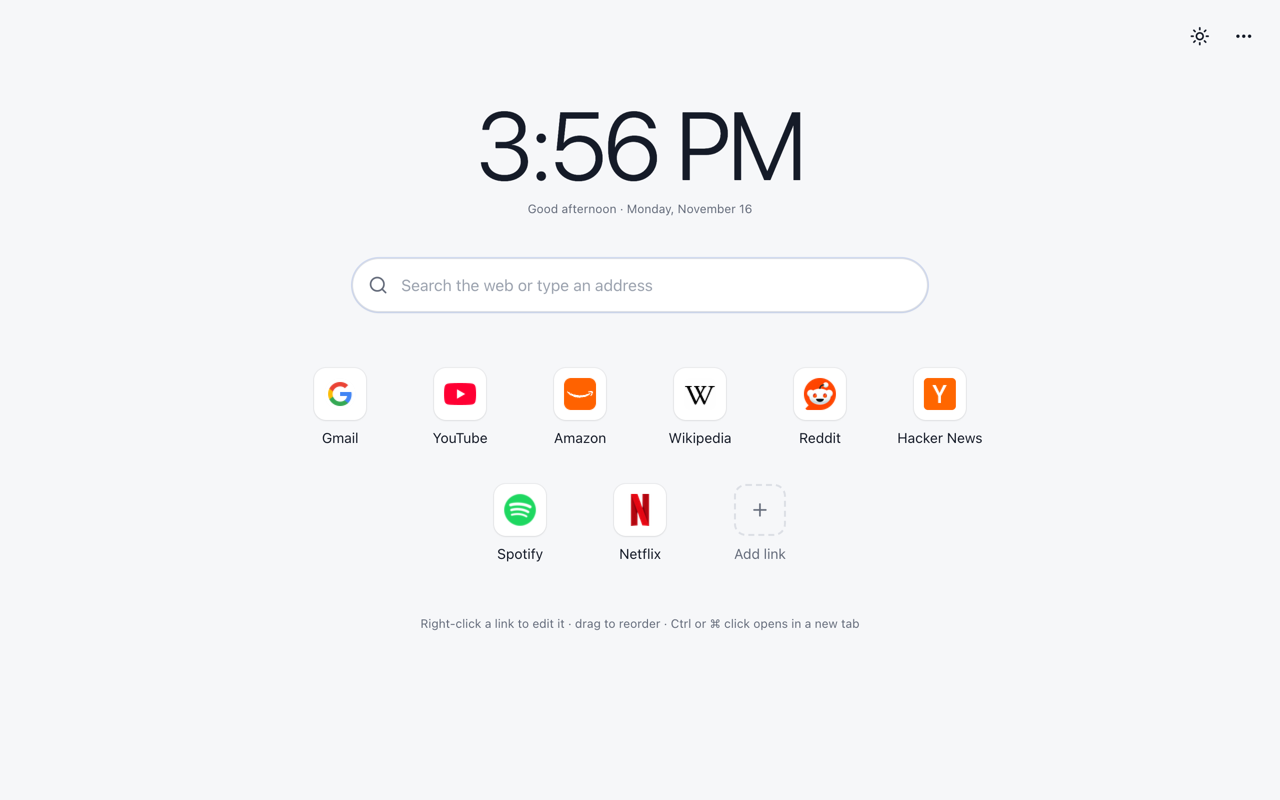 3:56 PM
Good afternoon · Monday, November 16
Search the web or type an address
Gmail YouTube Amazon Wikipedia Reddit Hacker News
Spotify Netflix Add link
Right-click a link to edit it · drag to reorder · Ctrl or ⌘ click opens in a new tab